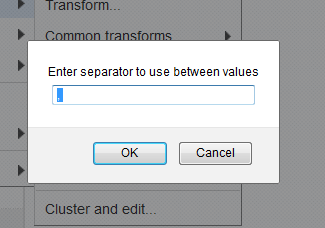 Transform...
Common transforms
Enter separator to use between values
,
OK
Cancel
Cluster and edit...